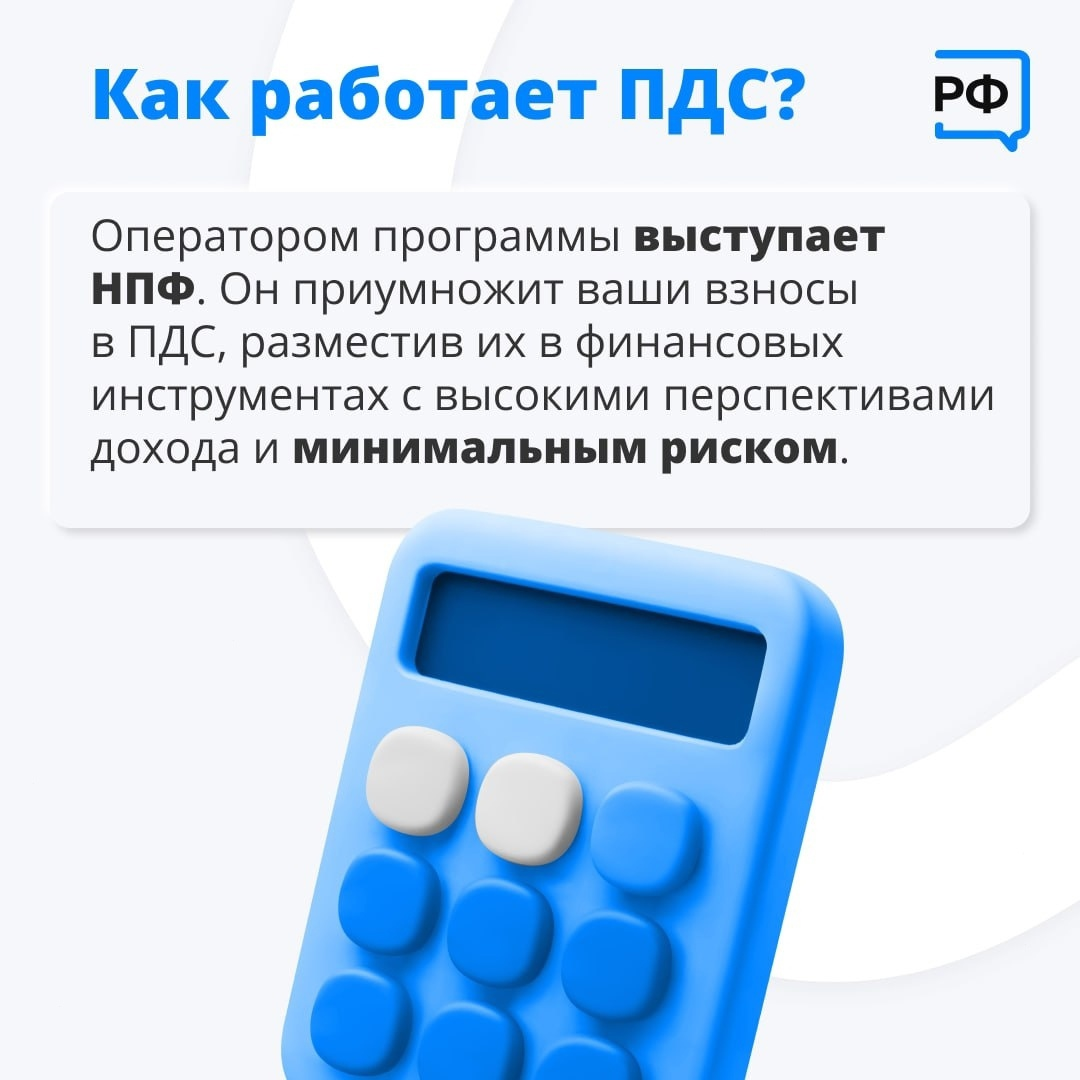 Как работает ПДС?
РФ
Оператором программы выступает
НПФ. Он приумножит ваши взносы
в ПДС, разместив их в финансовых
инструментах с высокими перспективами
дохода и минимальным риском.